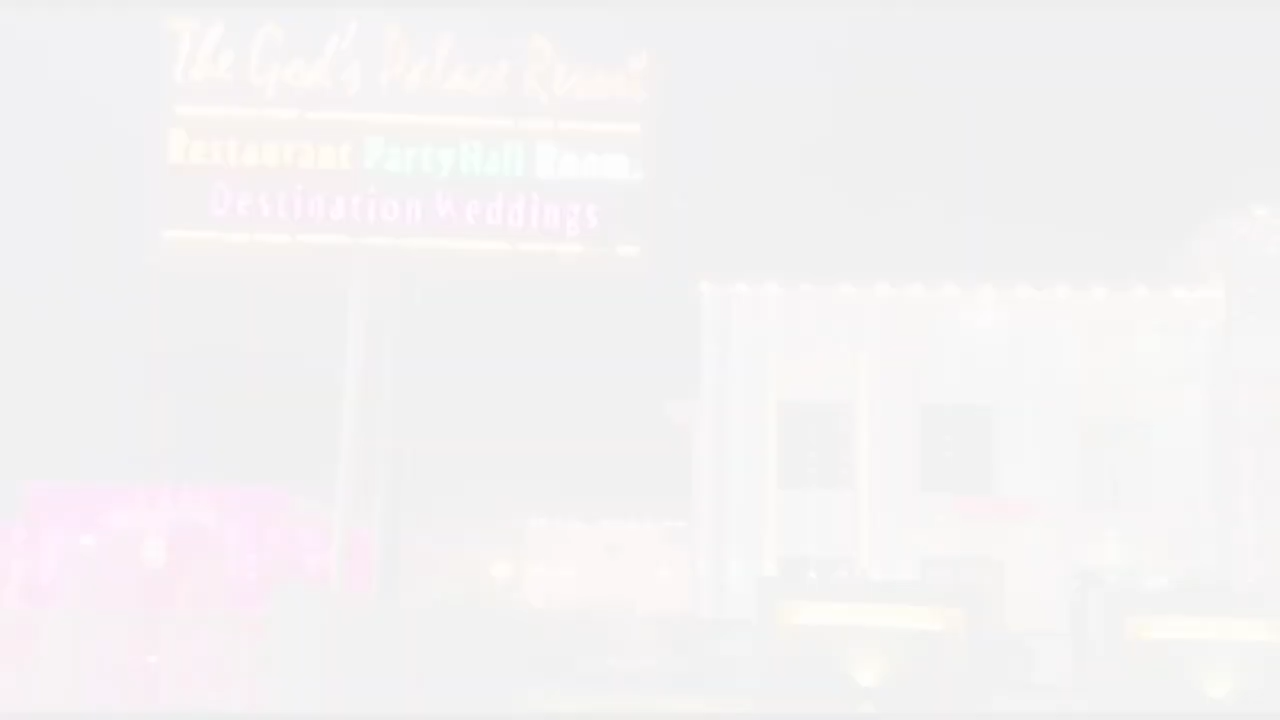 The God's Palace Resort
Restaurant PartyHall Room.
Destination Weddings